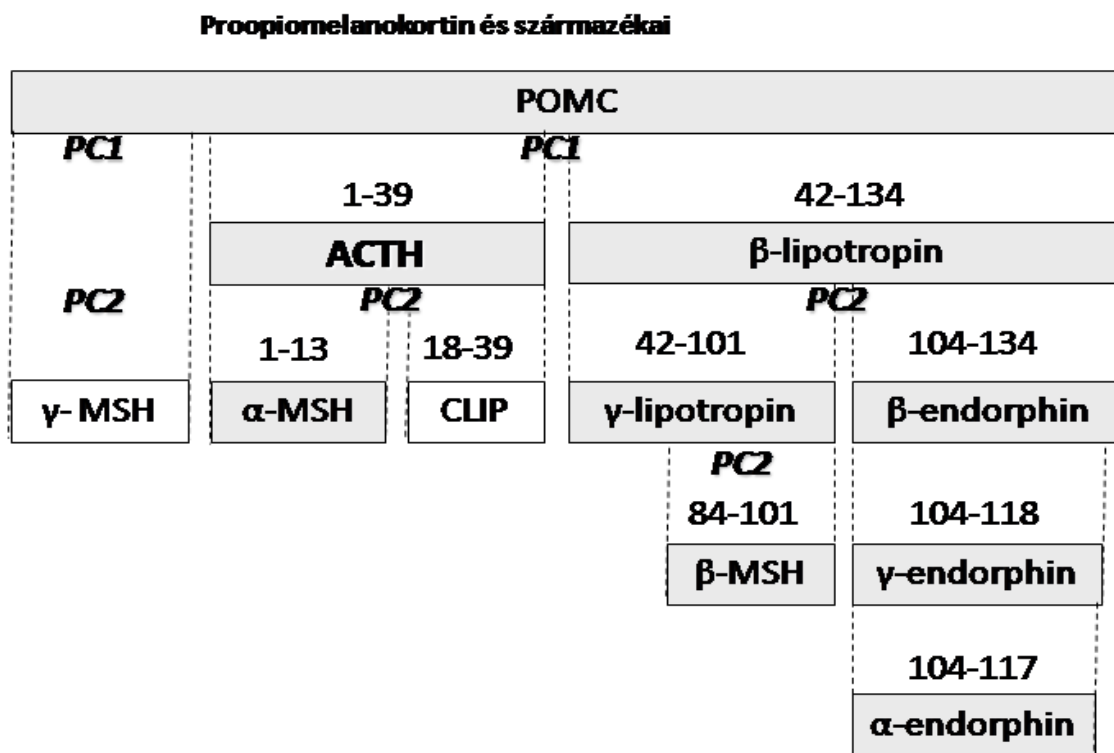 Proopiomelanokortin és származékai
POMC
PC1 PC1
1-39 42-134
ACTH β-lipotropin
PC2 PC2 PC2
1-13 18-39 42-101 104-134
γ- MSH α-MSH CLIP γ-lipotropin β-endorphin
PC2
84-101 104-118
β-MSH γ-endorphin
104-117
α-endorphin